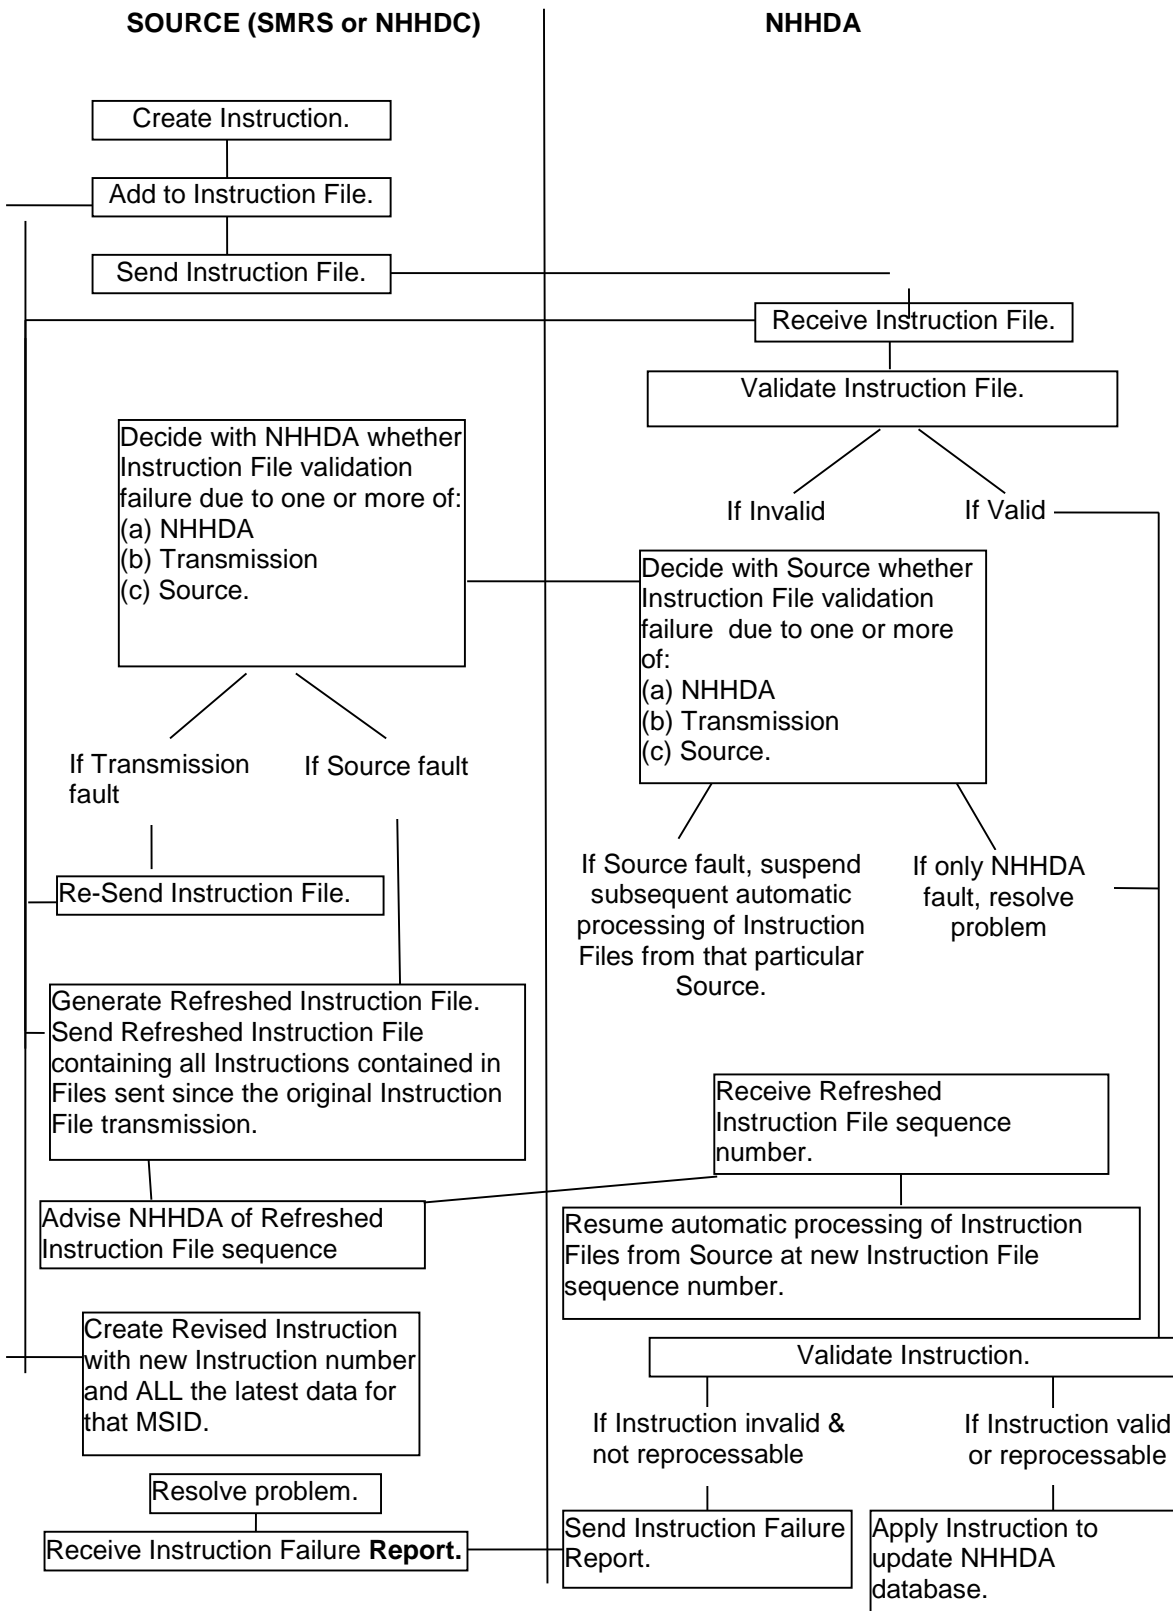 SOURCE (SMRS or NHHDC)
NHHDA
Create Instruction.
Add to Instruction File.
Send Instruction File.
Receive Instruction File.
Validate Instruction File.
Decide with NHHDA whether
Instruction File validation
failure due to one or more of:
(a) NHHDA
(b) Transmission
(c) Source.
If Invalid
If Valid
Decide with Source whether
Instruction File validation
failure  due to one or more
of:
(a) NHHDA
(b) Transmission
(c) Source.
If Transmission
fault
If Source fault
If Source fault, suspend
subsequent automatic
processing of Instruction
Files from that particular
Source.
If only NHHDA
fault, resolve
problem
Re-Send Instruction File.
Generate Refreshed Instruction File.
Send Refreshed Instruction File
containing all Instructions contained in
Files sent since the original Instruction
File transmission.
Receive Refreshed
Instruction File sequence
number.
Advise NHHDA of Refreshed
Instruction File sequence
Resume automatic processing of Instruction
Files from Source at new Instruction File
sequence number.
Create Revised Instruction
with new Instruction number
and ALL the latest data for
that MSID.
Validate Instruction.
If Instruction invalid &
not reprocessable
If Instruction valid
or reprocessable
Resolve problem.
Receive Instruction Failure Report.
Send Instruction Failure
Report.
Apply Instruction to
update NHHDA
database.